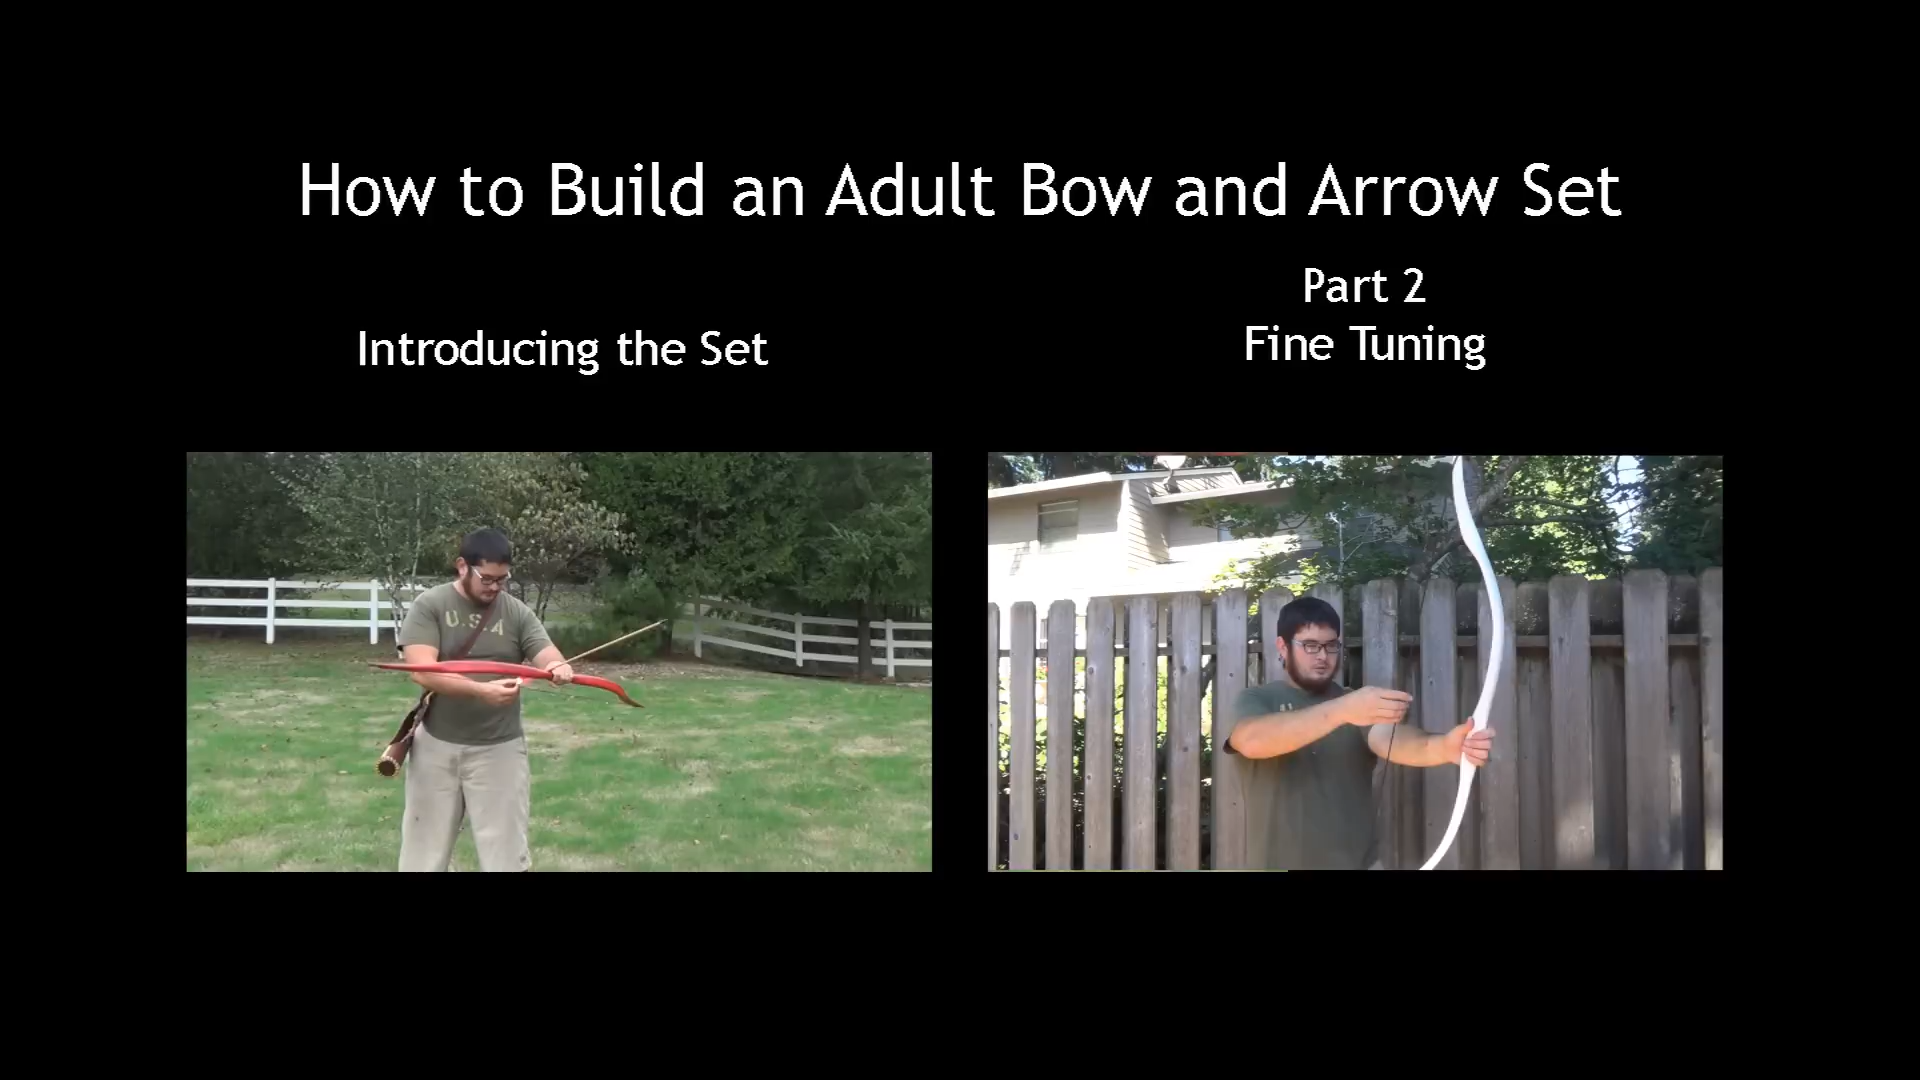 How to Build an Adult Bow and Arrow Set
Introducing the Set
Part 2
Fine Tuning
U.S.A